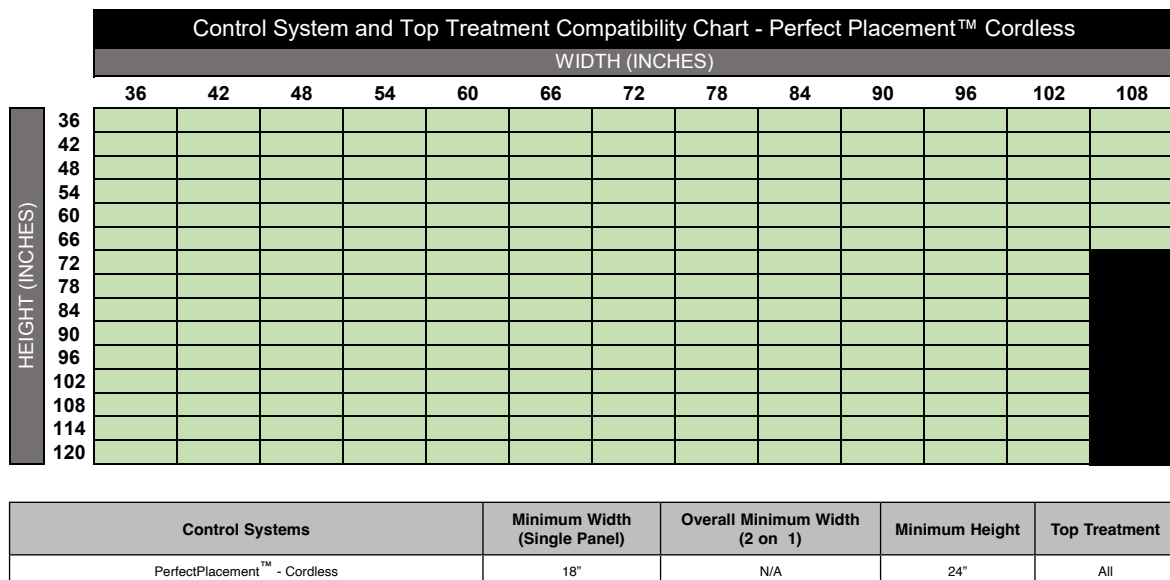 Control System and Top Treatment Compatibility Chart - Perfect Placement™ Cordless
WIDTH (INCHES)
36 42 48 54 60 66 72 78 84 90 96 102 108
HEIGHT (INCHES)
36
42
48
54
60
66
72
78
84
90
96
102
108
114
120
Control Systems Minimum Width (Single Panel) Overall Minimum Width (2 on 1) Minimum Height Top Treatment
PerfectPlacement™ - Cordless 18” N/A 24” All